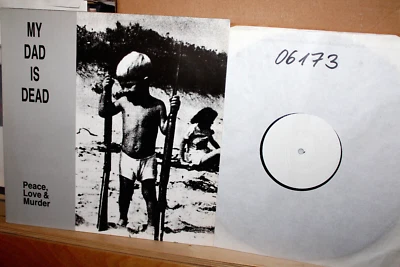 MY
DAD
IS
DEAD
Peace,
Love &
Murder
06173